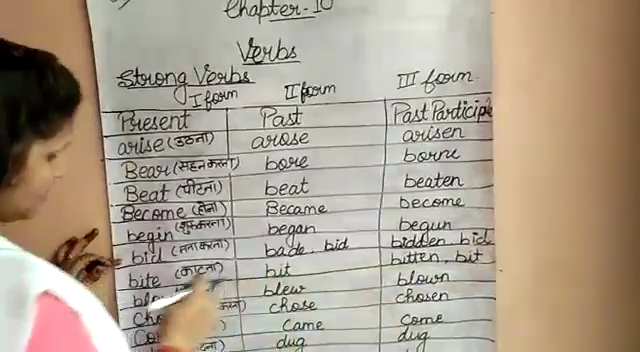 Chapter-10
Verbs
Strong Verbs
I form II form III form
Present Past Past Participle
arise (उठना) arose arisen
Bear (सहन करना) bore borne
Beat (पीटना) beat beaten
Become (होना) Became become
begin (शुरू करना) began begun
bid bade, bid bidden, bid
bite (काटना) bit bitten, bit
blew blown
chose chosen
came come
dug dug